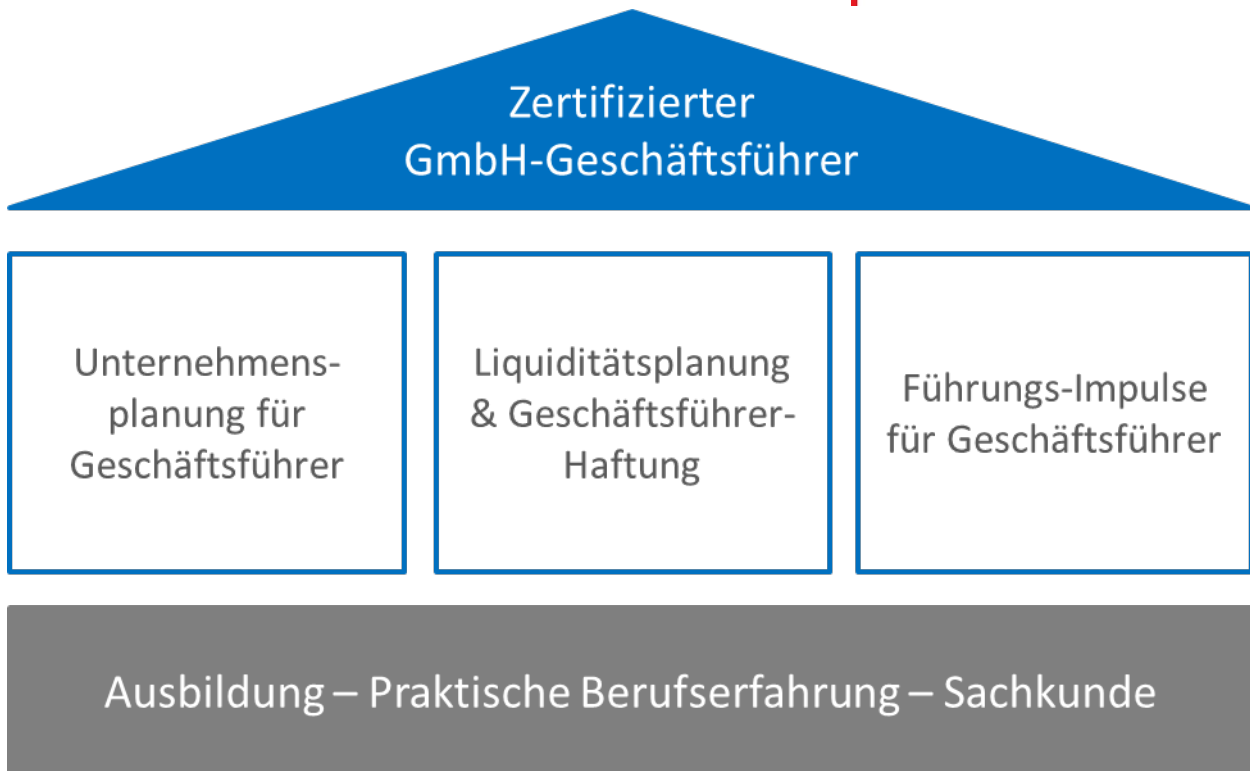 Zertifizierter
GmbH-Geschäftsführer
Unternehmens-
planung für
Geschäftsführer
Liquiditätsplanung
& Geschäftsführer-
Haftung
Führungs-Impulse
für Geschäftsführer
Ausbildung – Praktische Berufserfahrung – Sachkunde